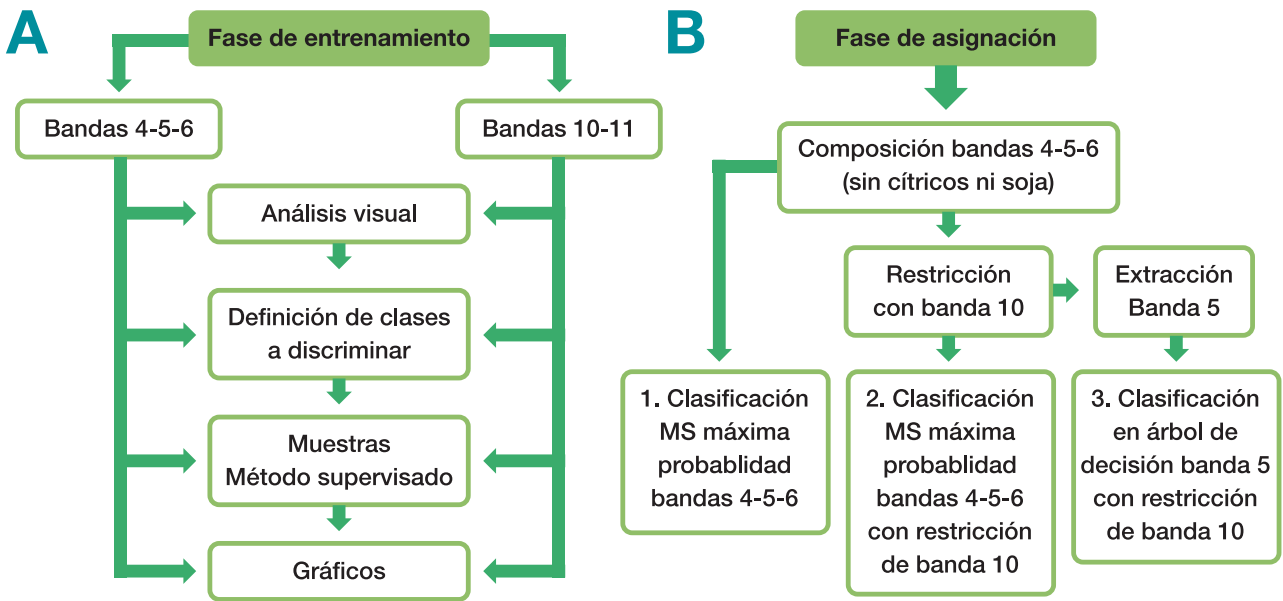 A
Fase de entrenamiento
Bandas 4-5-6
Bandas 10-11
Análisis visual
Definición de clases
a discriminar
Muestras
Método supervisado
Gráficos
B
Fase de asignación
Composición bandas 4-5-6
(sin cítricos ni soja)
Restricción
con banda 10
Extracción
Banda 5
1. Clasificación
MS máxima
probablidad
bandas 4-5-6
2. Clasificación
MS máxima
probablidad
bandas 4-5-6
con restricción
de banda 10
3. Clasificación
en árbol de
decisión banda 5
con restricción
de banda 10